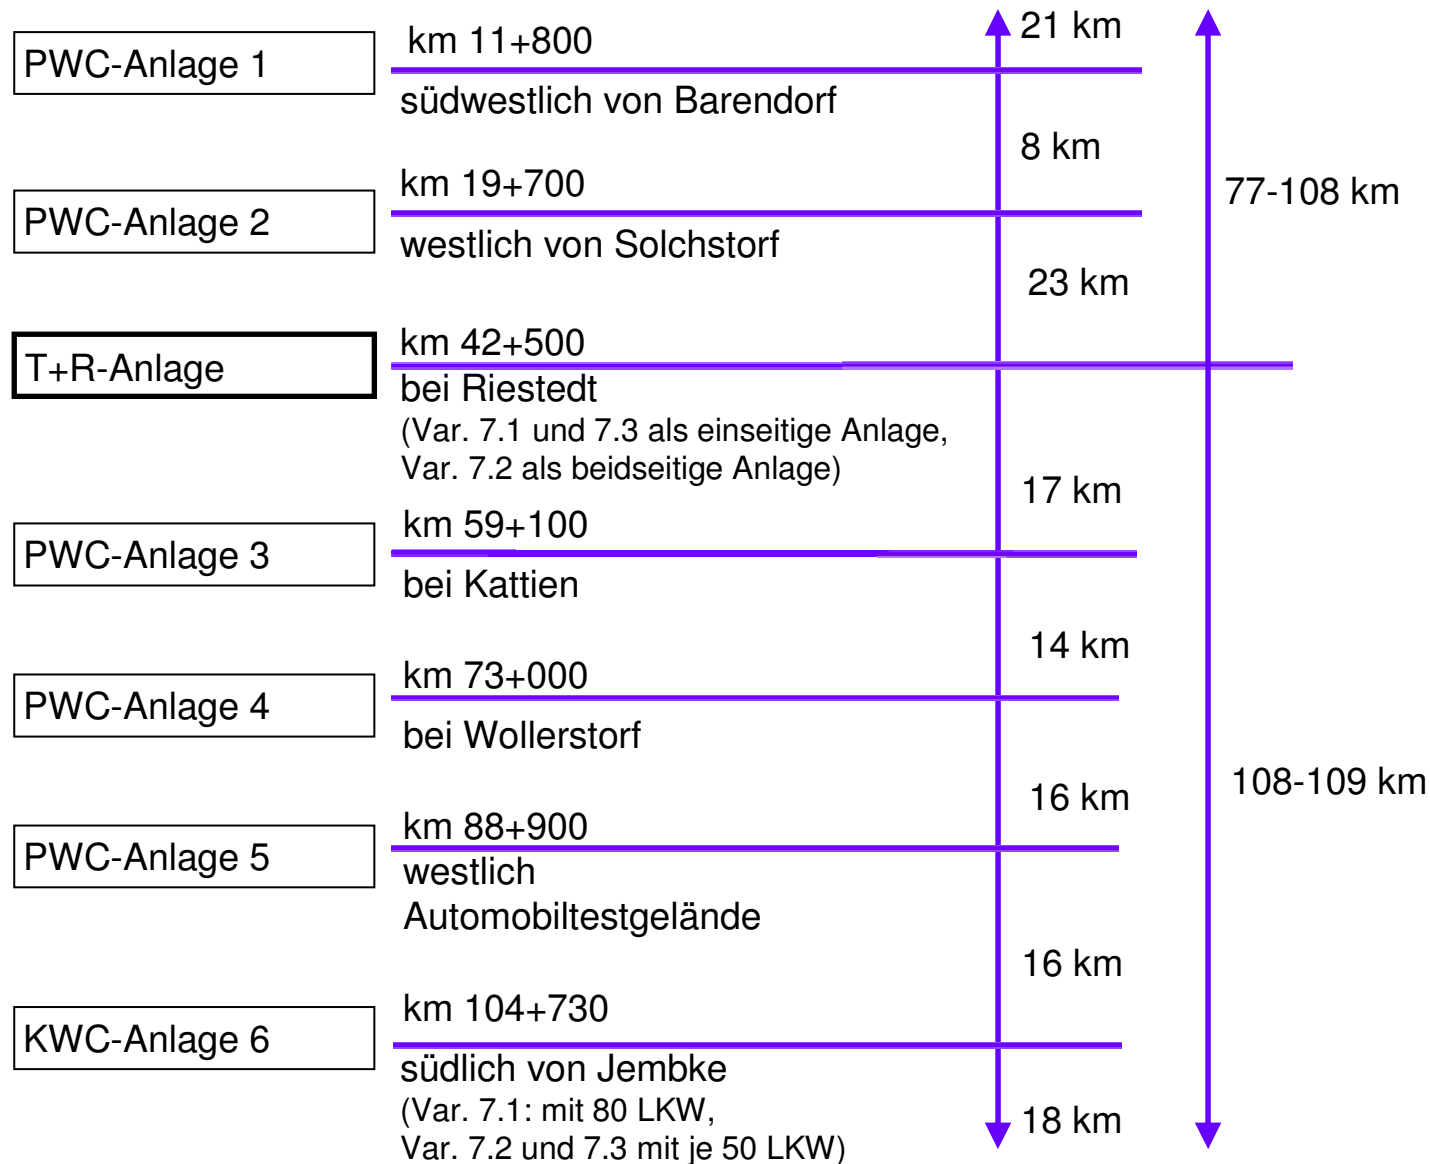 21 km
PWC-Anlage 1
km 11+800
südwestlich von Barendorf
8 km
77-108 km
PWC-Anlage 2
km 19+700
westlich von Solchstorf
23 km
T+R-Anlage
km 42+500
bei Riestedt
(Var. 7.1 und 7.3 als einseitige Anlage,
Var. 7.2 als beidseitige Anlage)
17 km
PWC-Anlage 3
km 59+100
bei Kattien
14 km
PWC-Anlage 4
km 73+000
bei Wollerstorf
108-109 km
16 km
PWC-Anlage 5
km 88+900
westlich
Automobiltestgelände
16 km
KWC-Anlage 6
km 104+730
südlich von Jembke
(Var. 7.1: mit 80 LKW,
Var. 7.2 und 7.3 mit je 50 LKW)
18 km